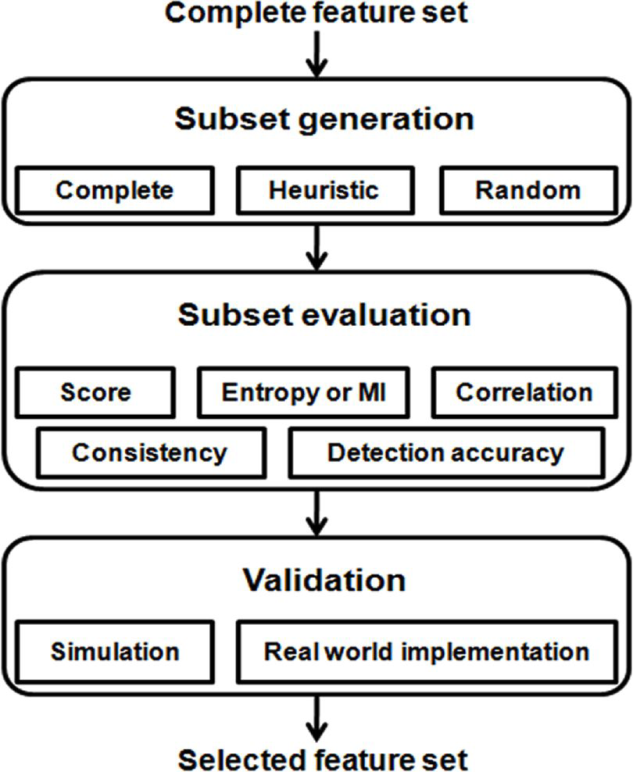 Complete feature set
Subset generation
Complete Heuristic Random
Subset evaluation
Score Entropy or MI Correlation
Consistency Detection accuracy
Validation
Simulation Real world implementation
Selected feature set